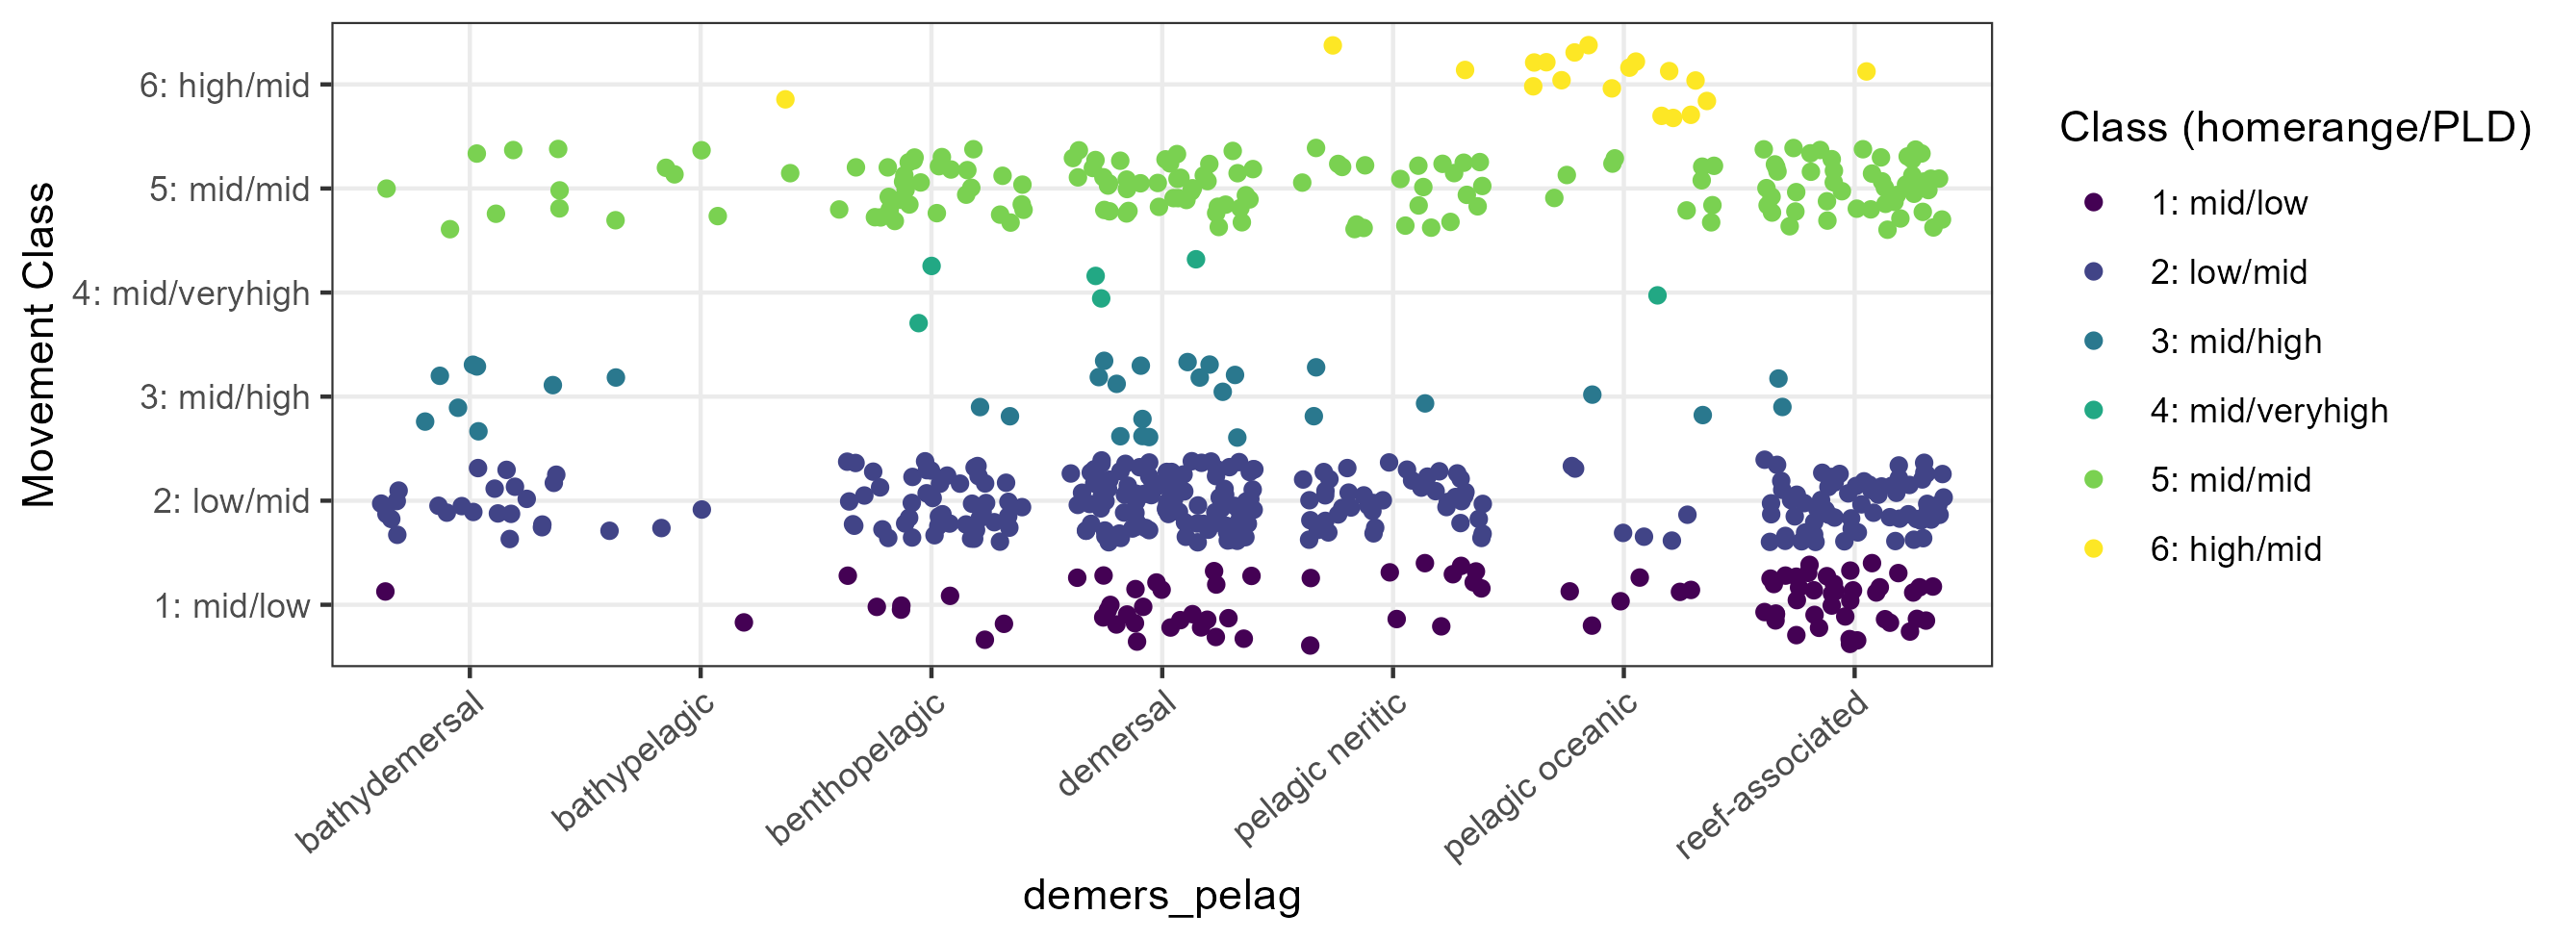 Movement Class
6: high/mid
5: mid/mid
4: mid/veryhigh
3: mid/high
2: low/mid
1: mid/low
bathydemersal
bathypelagic
benthopelagic
demersal
pelagic neritic
pelagic oceanic
reef-associated
demers_pelag
Class (homerange/PLD)
1: mid/low
2: low/mid
3: mid/high
4: mid/veryhigh
5: mid/mid
6: high/mid